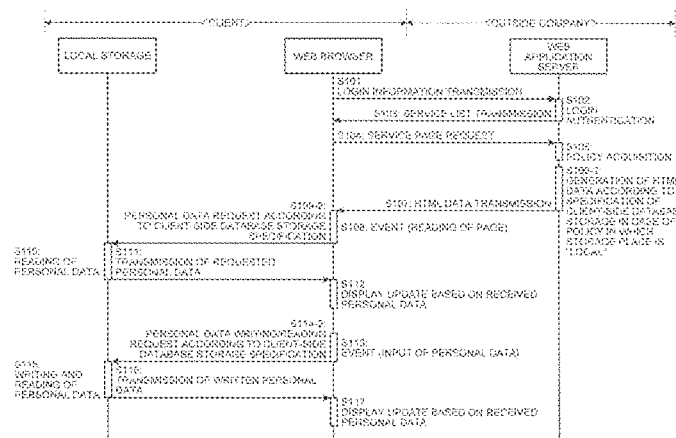 <CLIENT>
<OUTSIDE COMPANY>
LOCAL STORAGE
WEB BROWSER
WEB
APPLICATION
SERVER
S101:
LOGIN INFORMATION TRANSMISSION
S102:
LOGIN
AUTHENTICATION
S103: SERVICE LIST TRANSMISSION
S104: SERVICE PAGE REQUEST
S105:
POLICY ACQUISITION
S106-2:
GENERATION OF HTML
DATA ACCORDING TO
SPECIFICATION OF
CLIENT-SIDE DATABASE
STORAGE IN CASE OF
POLICY IN WHICH
STORAGE PLACE IS
"LOCAL"
S107: HTML DATA TRANSMISSION
S108: EVENT (READING OF PAGE)
S109-2:
PERSONAL DATA REQUEST ACCORDING
TO CLIENT-SIDE DATABASE STORAGE
SPECIFICATION
S110:
READING OF
PERSONAL DATA
S111:
TRANSMISSION OF REQUESTED
PERSONAL DATA
S112:
DISPLAY UPDATE BASED ON RECEIVED
PERSONAL DATA
S113:
EVENT (INPUT OF PERSONAL DATA)
S114-2:
PERSONAL DATA WRITING/READING
REQUEST ACCORDING TO CLIENT-SIDE
DATABASE STORAGE SPECIFICATION
S115:
WRITING AND
READING OF
PERSONAL DATA
S116:
TRANSMISSION OF WRITTEN PERSONAL
DATA
S117:
DISPLAY UPDATE BASED ON RECEIVED
PERSONAL DATA